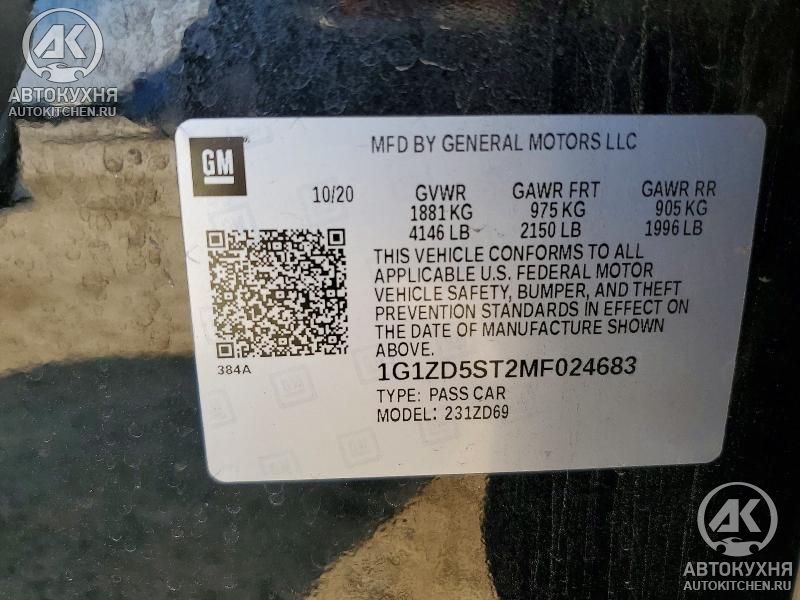 AK
АВТОКУХНЯ
AUTOKITCHEN.RU
GM
MFD BY GENERAL MOTORS LLC
10/20 GVWR GAWR FRT GAWR RR
1881 KG 975 KG 905 KG
4146 LB 2150 LB 1996 LB
THIS VEHICLE CONFORMS TO ALL
APPLICABLE U.S. FEDERAL MOTOR
VEHICLE SAFETY, BUMPER, AND THEFT
PREVENTION STANDARDS IN EFFECT ON
THE DATE OF MANUFACTURE SHOWN
ABOVE.
384A
1G1ZD5ST2MF024683
TYPE: PASS CAR
MODEL: 231ZD69
AK
АВТОКУХНЯ
AUTOKITCHEN.RU